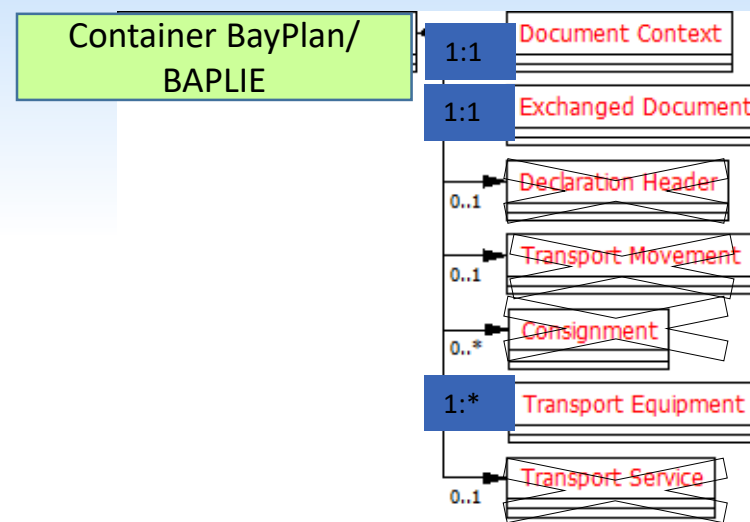 Container BayPlan/
BAPLIE
1:1
Document Context
1:1
Exchanged Document
Declaration Header
0..1
Transport Movement
0..1
Consignment
0..*
1:*
Transport Equipment
Transport Service
0..1